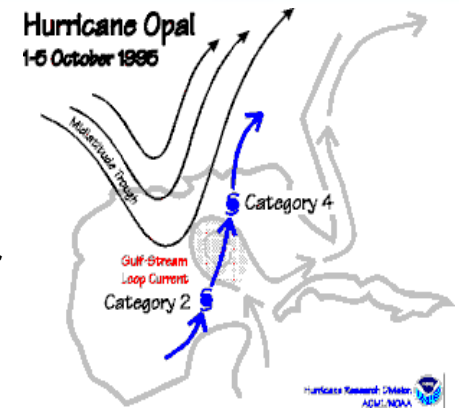 Hurricane Opal
1-5 October 1995
Midlatitude Trough
Category 4
Gulf-Stream
Loop Current
Category 2
Hurricane Research Division
AOML/NOAA